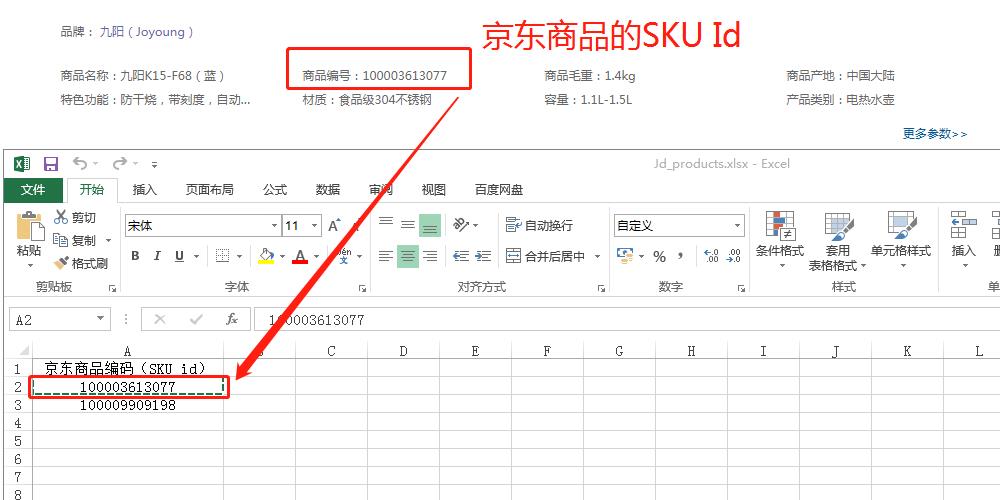 京东商品的SKU Id
品牌：九阳（Joyoung）
商品名称：九阳K15-F68（蓝） 商品编号：100003613077 商品毛重：1.4kg 商品产地：中国大陆
特色功能：防干烧，带刻度，自动... 材质：食品级304不锈钢 容量：1.1L-1.5L 产品类别：电热水壶
更多参数>>
Jd_products.xlsx - Excel
文件 开始 插入 页面布局 公式 数据 审阅 视图 百度网盘
剪切
复制
格式刷
粘贴
宋体 11
B I U A
自动换行
合并后居中
自定义
% ,
条件格式 套用表格格式 单元格样式 插入
剪贴板 字体 对齐方式 数字 样式
A2 fx 100003613077
A B C D E F G H I J K L
1 京东商品编码（SKU id）
2 100003613077
3 100009909198
4
5
6
7
8